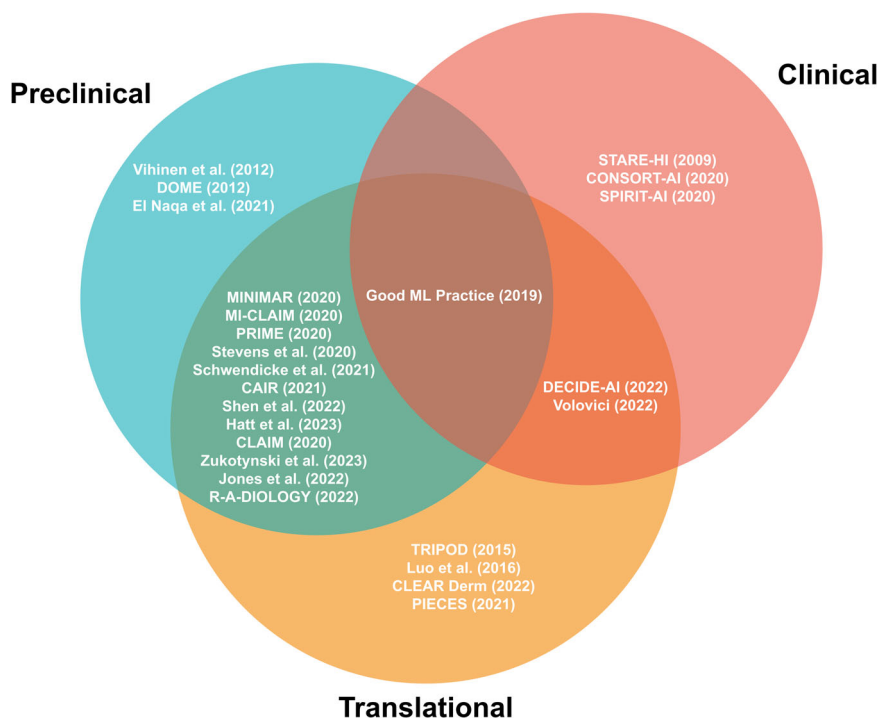 Preclinical
Clinical
Vihinen et al. (2012)
DOME (2012)
El Naqa et al. (2021)
STARE-HI (2009)
CONSORT-AI (2020)
SPIRIT-AI (2020)
MINIMAR (2020)
MI-CLAIM (2020)
PRIME (2020)
Stevens et al. (2020)
Schwendicke et al. (2021)
CAIR (2021)
Shen et al. (2022)
Hatt et al. (2023)
CLAIM (2020)
Zukotynski et al. (2023)
Jones et al. (2022)
R-A-DIOLOGY (2022)
Good ML Practice (2019)
DECIDE-AI (2022)
Volovici (2022)
TRIPOD (2015)
Luo et al. (2016)
CLEAR Derm (2022)
PIECES (2021)
Translational